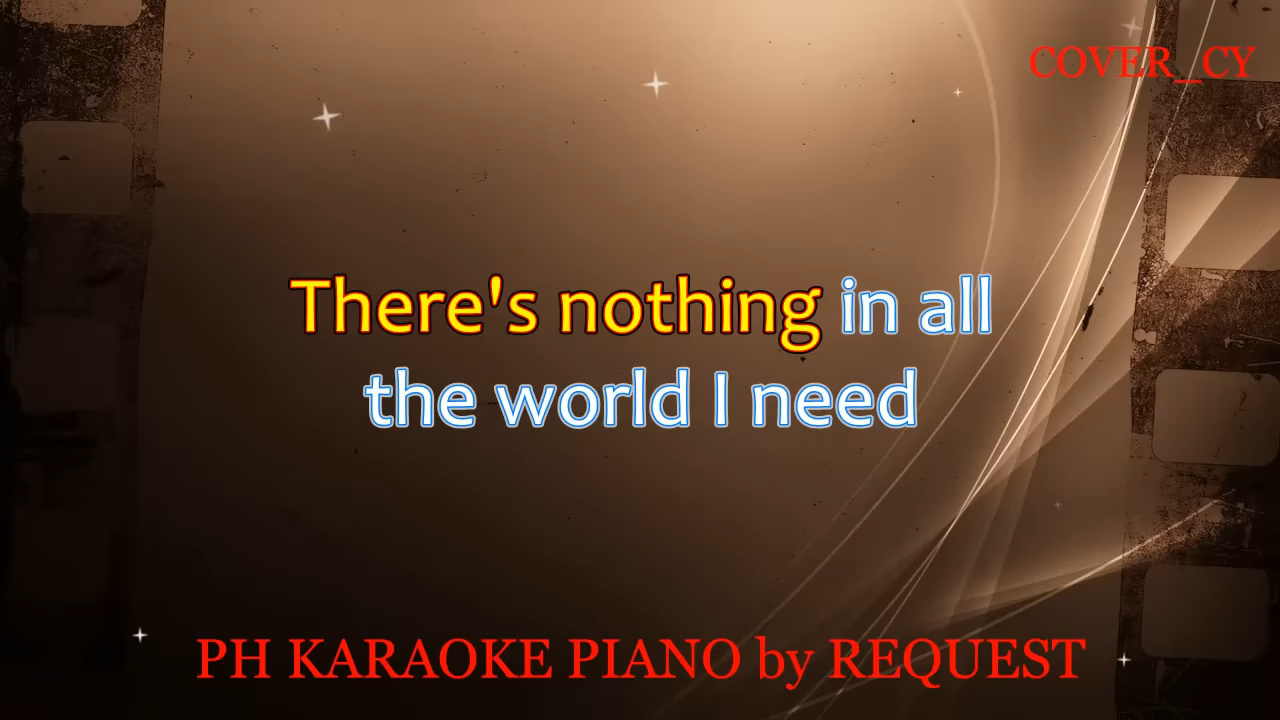 COVER_CY
There's nothing in all
the world I need
PH KARAOKE PIANO by REQUEST